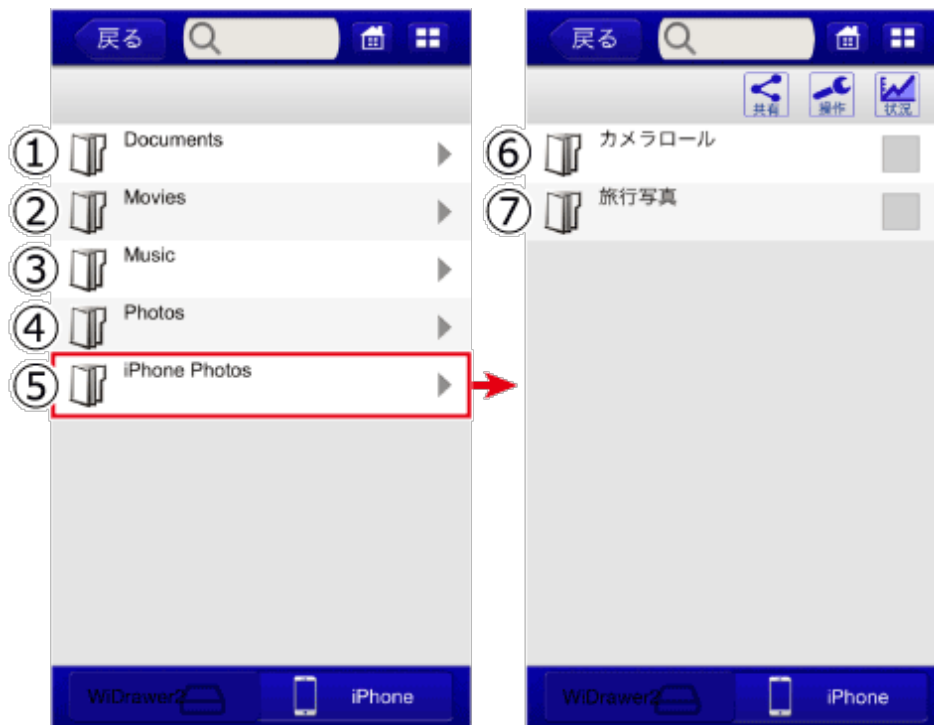 戻る
① Documents
② Movies
③ Music
④ Photos
⑤ iPhone Photos
WiDrawer2 iPhone
戻る
共有 操作 状況
⑥ カメラロール
⑦ 旅行写真
WiDrawer2 iPhone